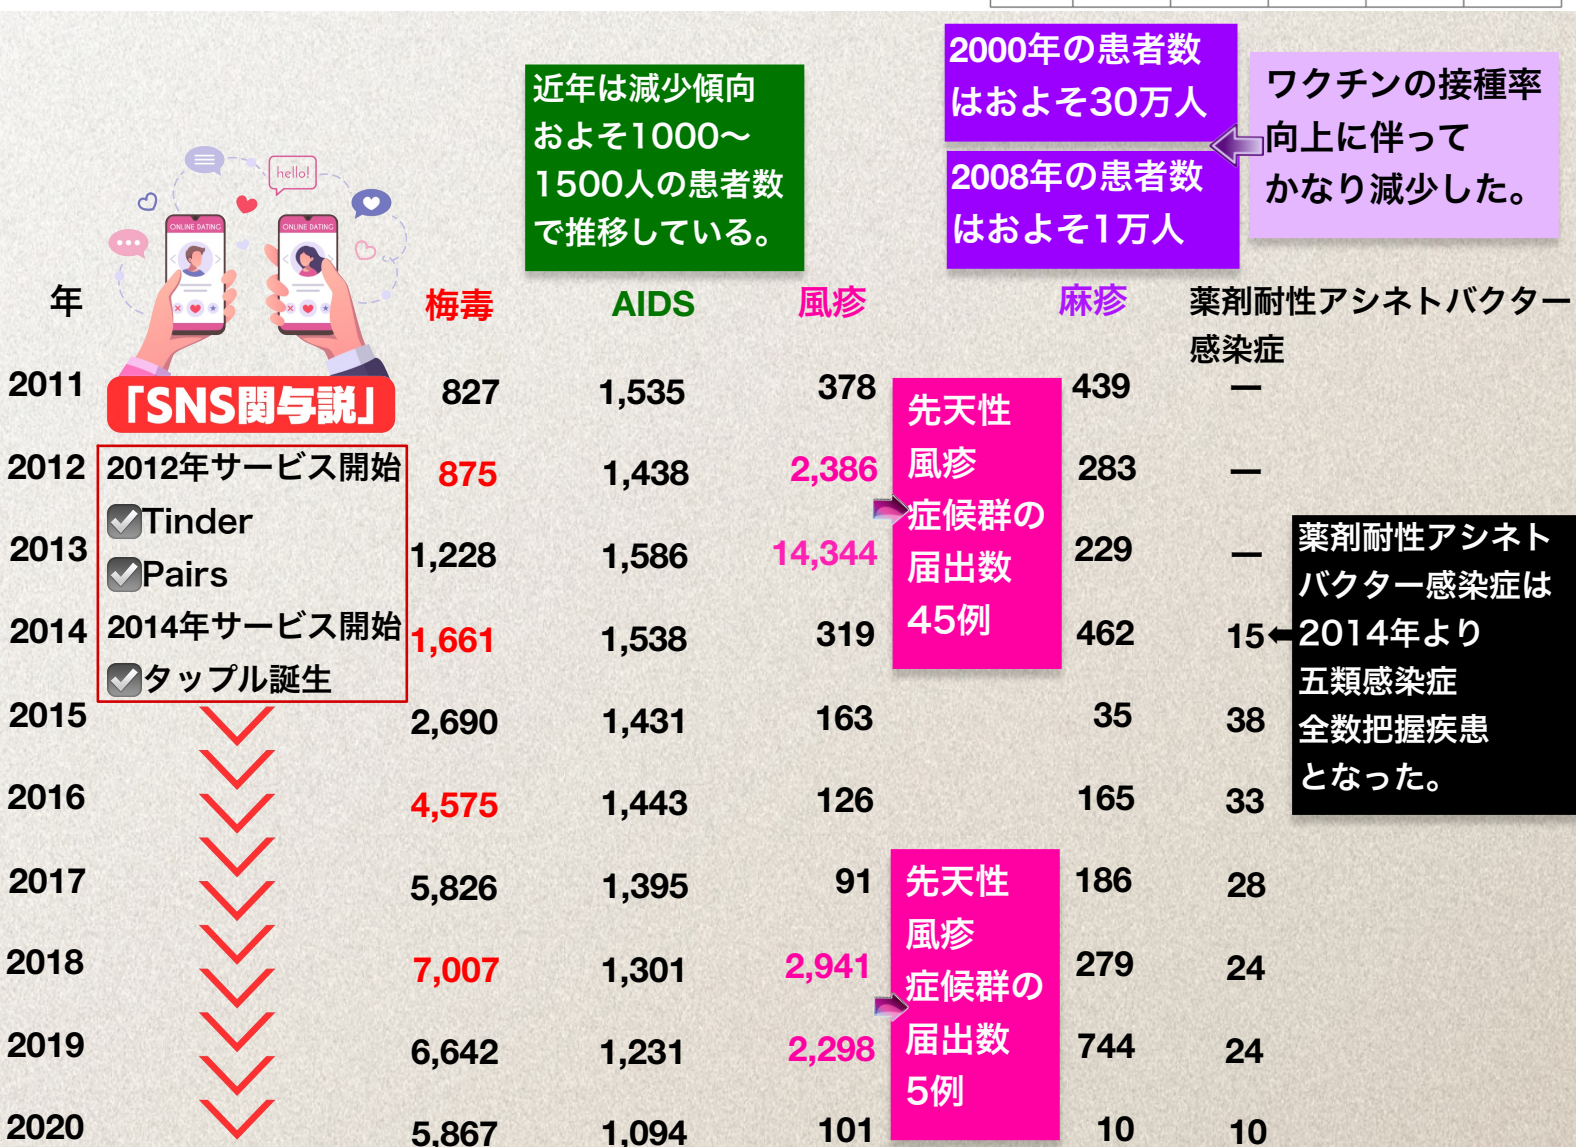 2000年の患者数
はおよそ30万人
近年は減少傾向
およそ1000〜
1500人の患者数
で推移している。
ワクチンの接種率
向上に伴って
かなり減少した。
2008年の患者数
はおよそ1万人
hello!
ONLINE DATING
ONLINE DATING
年 梅毒 AIDS 風疹 麻疹 薬剤耐性アシネトバクター
感染症
「SNS関与説」
2011 827 1,535 378 439 ー
2012 875 1,438 2,386 283 ー
2013 1,228 1,586 14,344 229 ー
2014 1,661 1,538 319 462 15
2015 2,690 1,431 163 35 38
2016 4,575 1,443 126 165 33
2017 5,826 1,395 91 186 28
2018 7,007 1,301 2,941 279 24
2019 6,642 1,231 2,298 744 24
2020 5,867 1,094 101 10 10
2012年サービス開始
Tinder
Pairs
2014年サービス開始
タップル誕生
先天性
風疹
症候群の
届出数
45例
薬剤耐性アシネト
バクター感染症は
2014年より
五類感染症
全数把握疾患
となった。
先天性
風疹
症候群の
届出数
5例